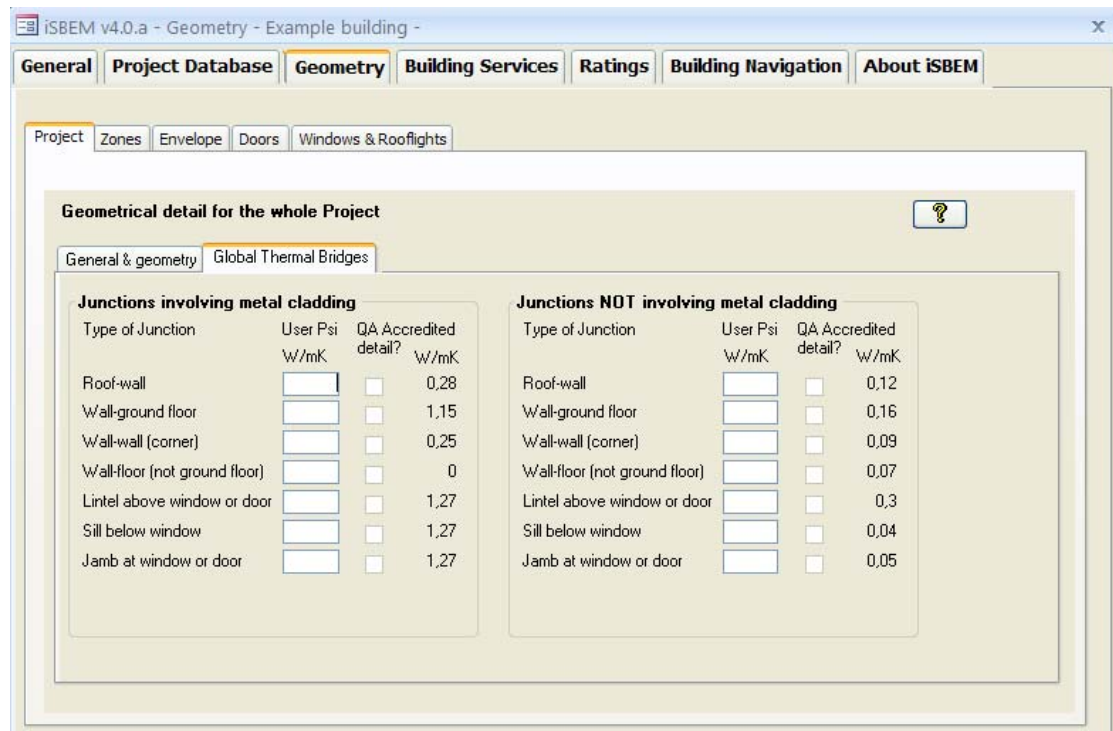 iSBEM v4.0.a - Geometry - Example building -
x
General Project Database Geometry Building Services Ratings Building Navigation About iSBEM
Project Zones Envelope Doors Windows & Rooflights
Geometrical detail for the whole Project
?
General & geometry Global Thermal Bridges
Junctions involving metal cladding
Type of Junction User Psi QA Accredited
W/mK detail? W/mK
Roof-wall 0,28
Wall-ground floor 1,15
Wall-wall (corner) 0,25
Wall-floor (not ground floor) 0
Lintel above window or door 1,27
Sill below window 1,27
Jamb at window or door 1,27
Junctions NOT involving metal cladding
Type of Junction User Psi QA Accredited
W/mK detail? W/mK
Roof-wall 0,12
Wall-ground floor 0,16
Wall-wall (corner) 0,09
Wall-floor (not ground floor) 0,07
Lintel above window or door 0,3
Sill below window 0,04
Jamb at window or door 0,05